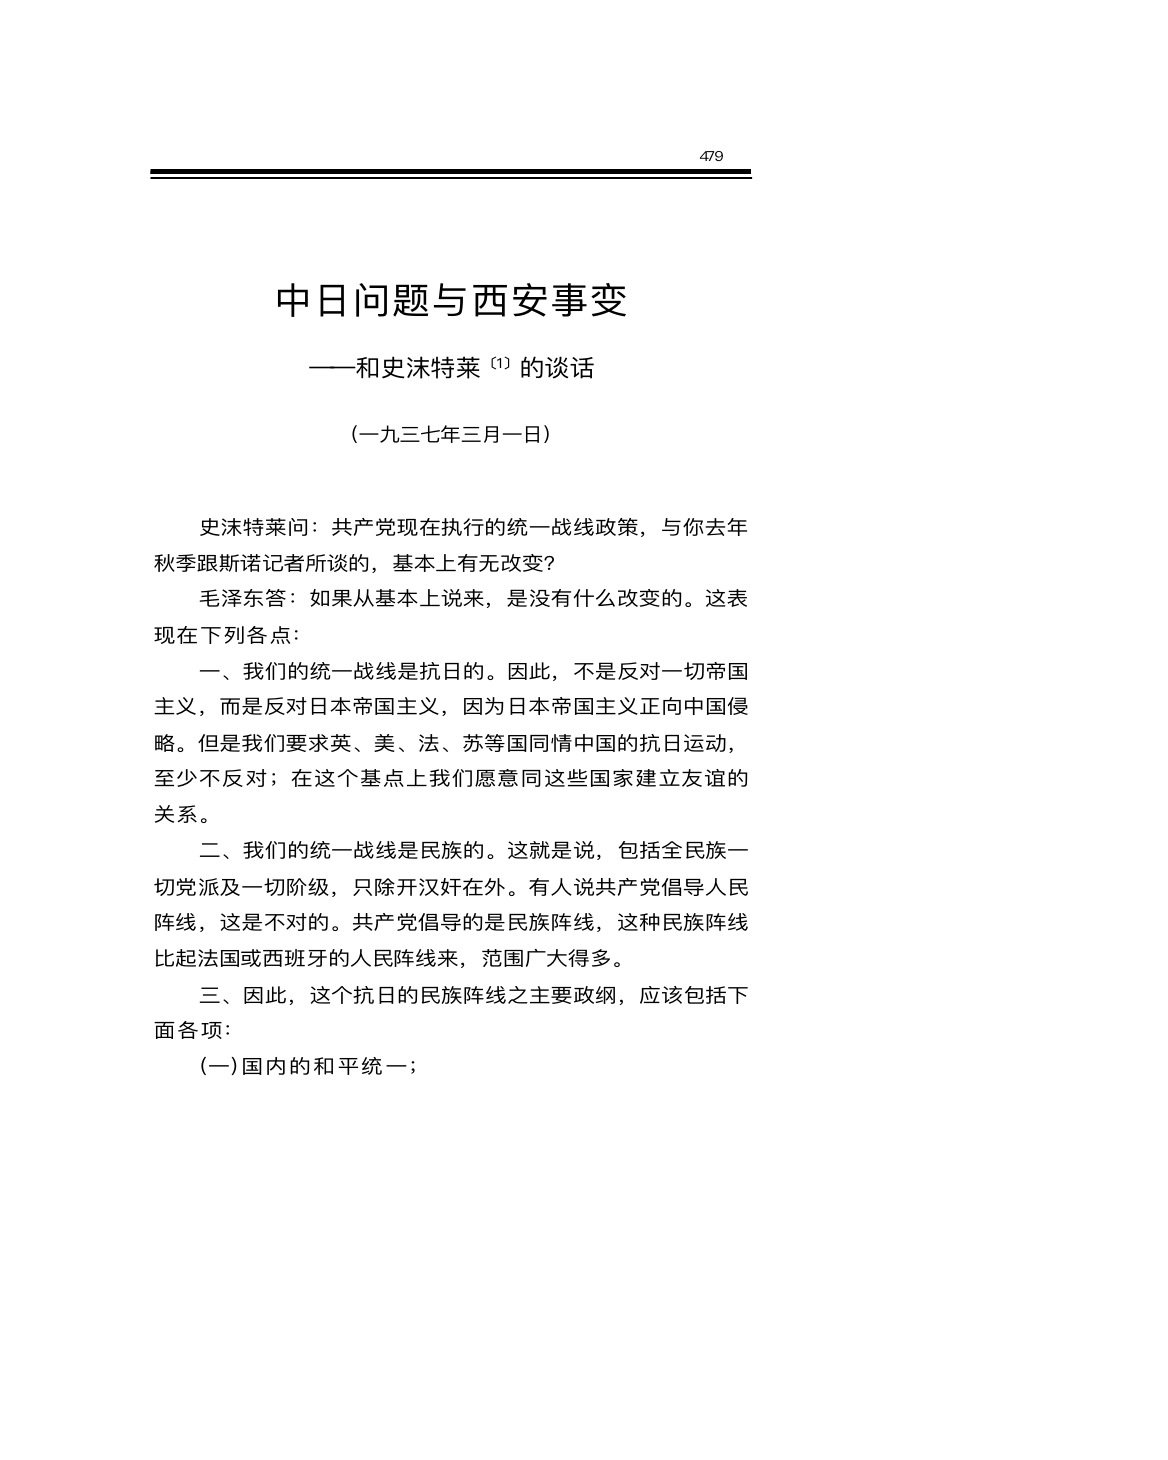 479
中日问题与西安事变
——和史沫特莱〔1〕的谈话
（一九三七年三月一日）
史沫特莱问：共产党现在执行的统一战线政策，与你去年
秋季跟斯诺记者所谈的，基本上有无改变?
毛泽东答：如果从基本上说来，是没有什么改变的。这表
现在下列各点：
一、我们的统一战线是抗日的。因此，不是反对一切帝国
主义，而是反对日本帝国主义，因为日本帝国主义正向中国侵
略。但是我们要求英、美、法、苏等国同情中国的抗日运动，
至少不反对；在这个基点上我们愿意同这些国家建立友谊的
关系。
二、我们的统一战线是民族的。这就是说，包括全民族一
切党派及一切阶级，只除开汉奸在外。有人说共产党倡导人民
阵线，这是不对的。共产党倡导的是民族阵线，这种民族阵线
比起法国或西班牙的人民阵线来，范围广大得多。
三、因此，这个抗日的民族阵线之主要政纲，应该包括下
面各项：
(一)国内的和平统一；